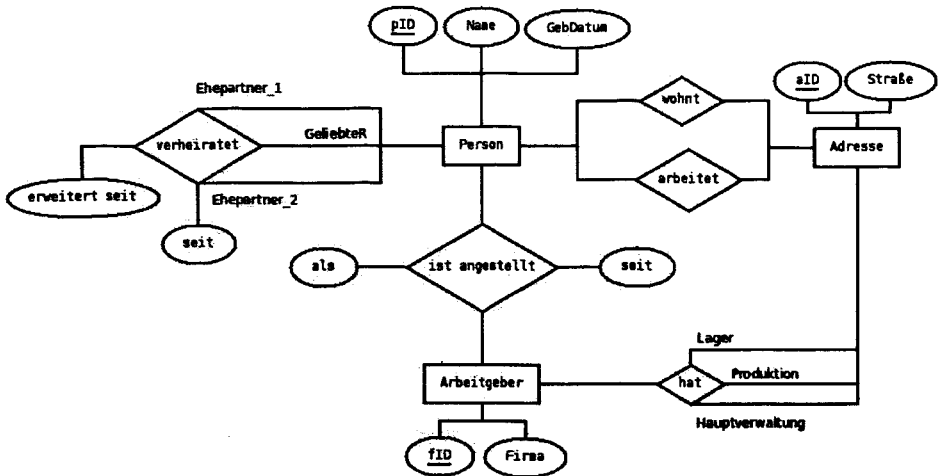 pID
Name
GebDatum
Ehepartner_1
wohnt
aID
Straße
verheiratet
GeliebteR
Person
Adresse
arbeitet
erweitert seit
Ehepartner_2
seit
als
ist angestellt
seit
Lager
Arbeitgeber
hat
Produktion
Hauptverwaltung
fID
Firma